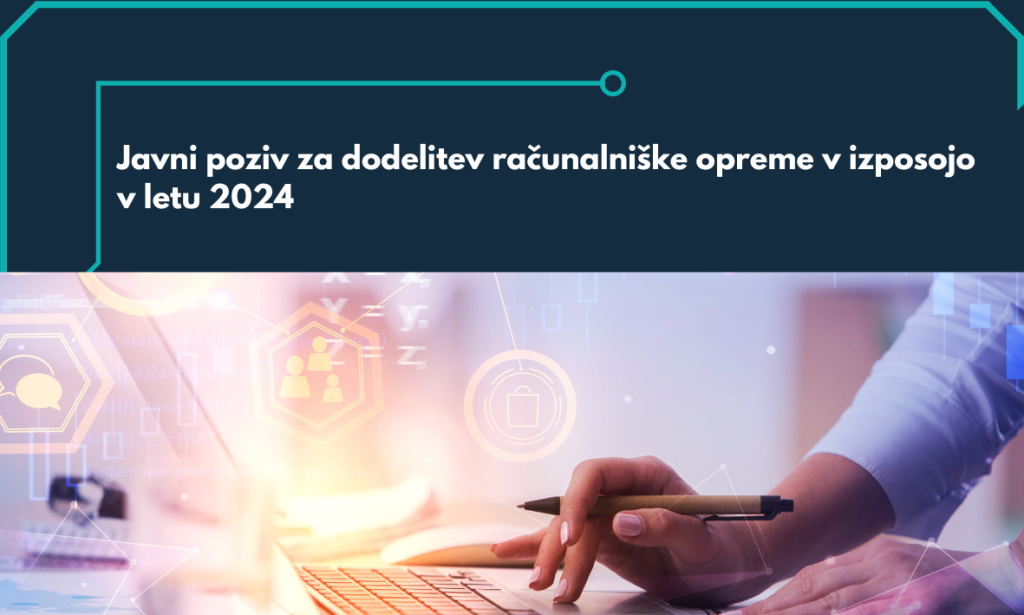 Javni poziv za dodelitev računalniške opreme v izposojo
v letu 2024